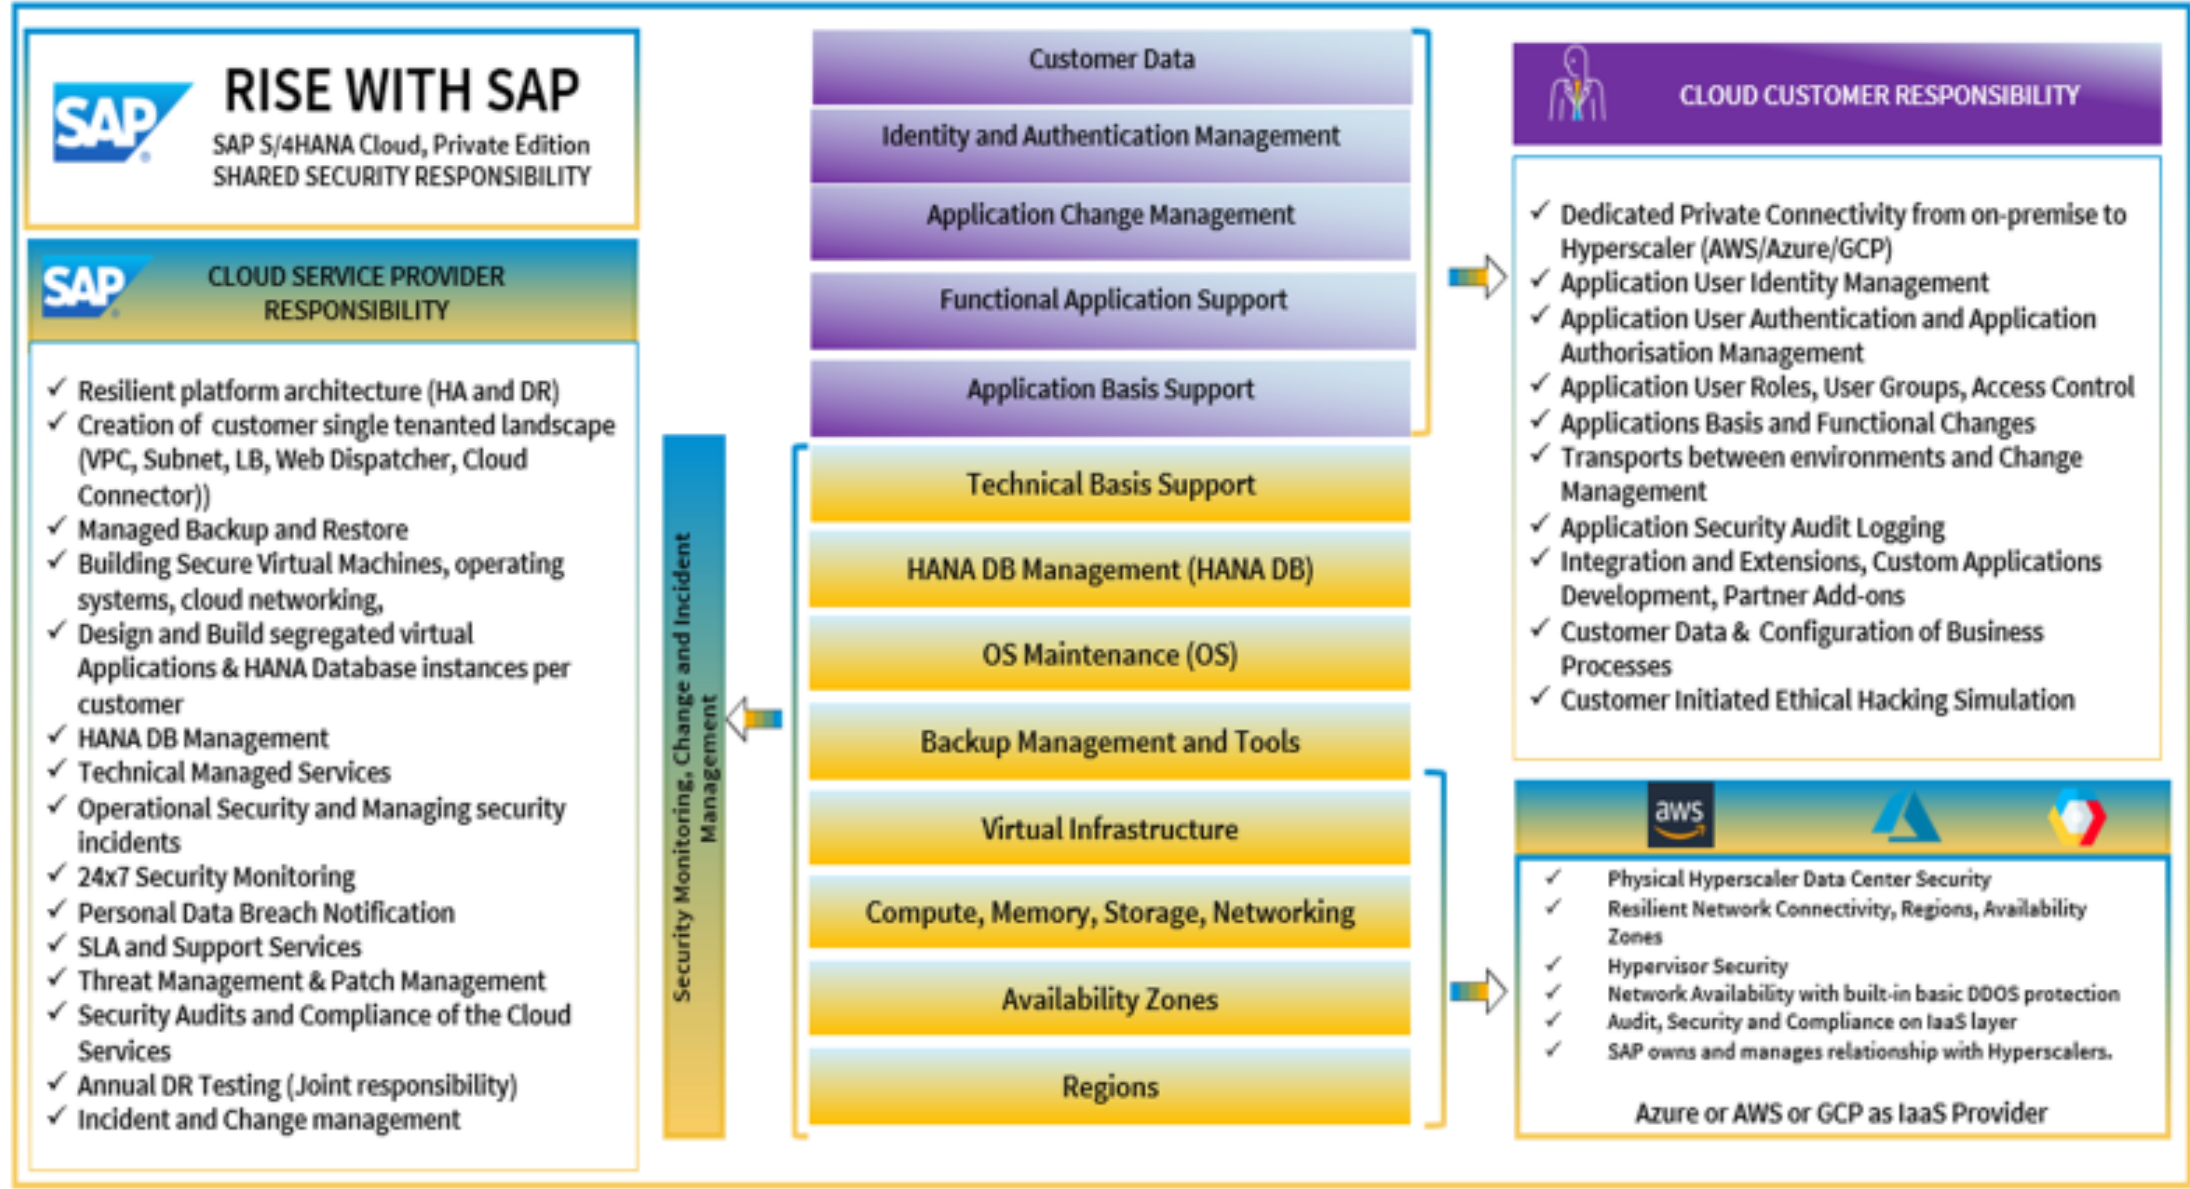 SAP
RISE WITH SAP
SAP S/4HANA Cloud, Private Edition
SHARED SECURITY RESPONSIBILITY
SAP
CLOUD SERVICE PROVIDER
RESPONSIBILITY
✓ Resilient platform architecture (HA and DR)
✓ Creation of customer single tenanted landscape
(VPC, Subnet, LB, Web Dispatcher, Cloud
Connector))
✓ Managed Backup and Restore
✓ Building Secure Virtual Machines, operating
systems, cloud networking,
✓ Design and Build segregated virtual
Applications & HANA Database instances per
customer
✓ HANA DB Management
✓ Technical Managed Services
✓ Operational Security and Managing security
incidents
✓ 24x7 Security Monitoring
✓ Personal Data Breach Notification
✓ SLA and Support Services
✓ Threat Management & Patch Management
✓ Security Audits and Compliance of the Cloud
Services
✓ Annual DR Testing (Joint responsibility)
✓ Incident and Change management
Security Monitoring, Change and Incident
Management
Customer Data
Identity and Authentication Management
Application Change Management
Functional Application Support
Application Basis Support
Technical Basis Support
HANA DB Management (HANA DB)
OS Maintenance (OS)
Backup Management and Tools
Virtual Infrastructure
Compute, Memory, Storage, Networking
Availability Zones
Regions
CLOUD CUSTOMER RESPONSIBILITY
✓ Dedicated Private Connectivity from on-premise to
Hyperscaler (AWS/Azure/GCP)
✓ Application User Identity Management
✓ Application User Authentication and Application
Authorisation Management
✓ Application User Roles, User Groups, Access Control
✓ Applications Basis and Functional Changes
✓ Transports between environments and Change
Management
✓ Application Security Audit Logging
✓ Integration and Extensions, Custom Applications
Development, Partner Add-ons
✓ Customer Data & Configuration of Business
Processes
✓ Customer Initiated Ethical Hacking Simulation
aws
✓ Physical Hyperscaler Data Center Security
✓ Resilient Network Connectivity, Regions, Availability
Zones
✓ Hypervisor Security
✓ Network Availability with built-in basic DDOS protection
✓ Audit, Security and Compliance on IaaS layer
✓ SAP owns and manages relationship with Hyperscalers.
Azure or AWS or GCP as IaaS Provider